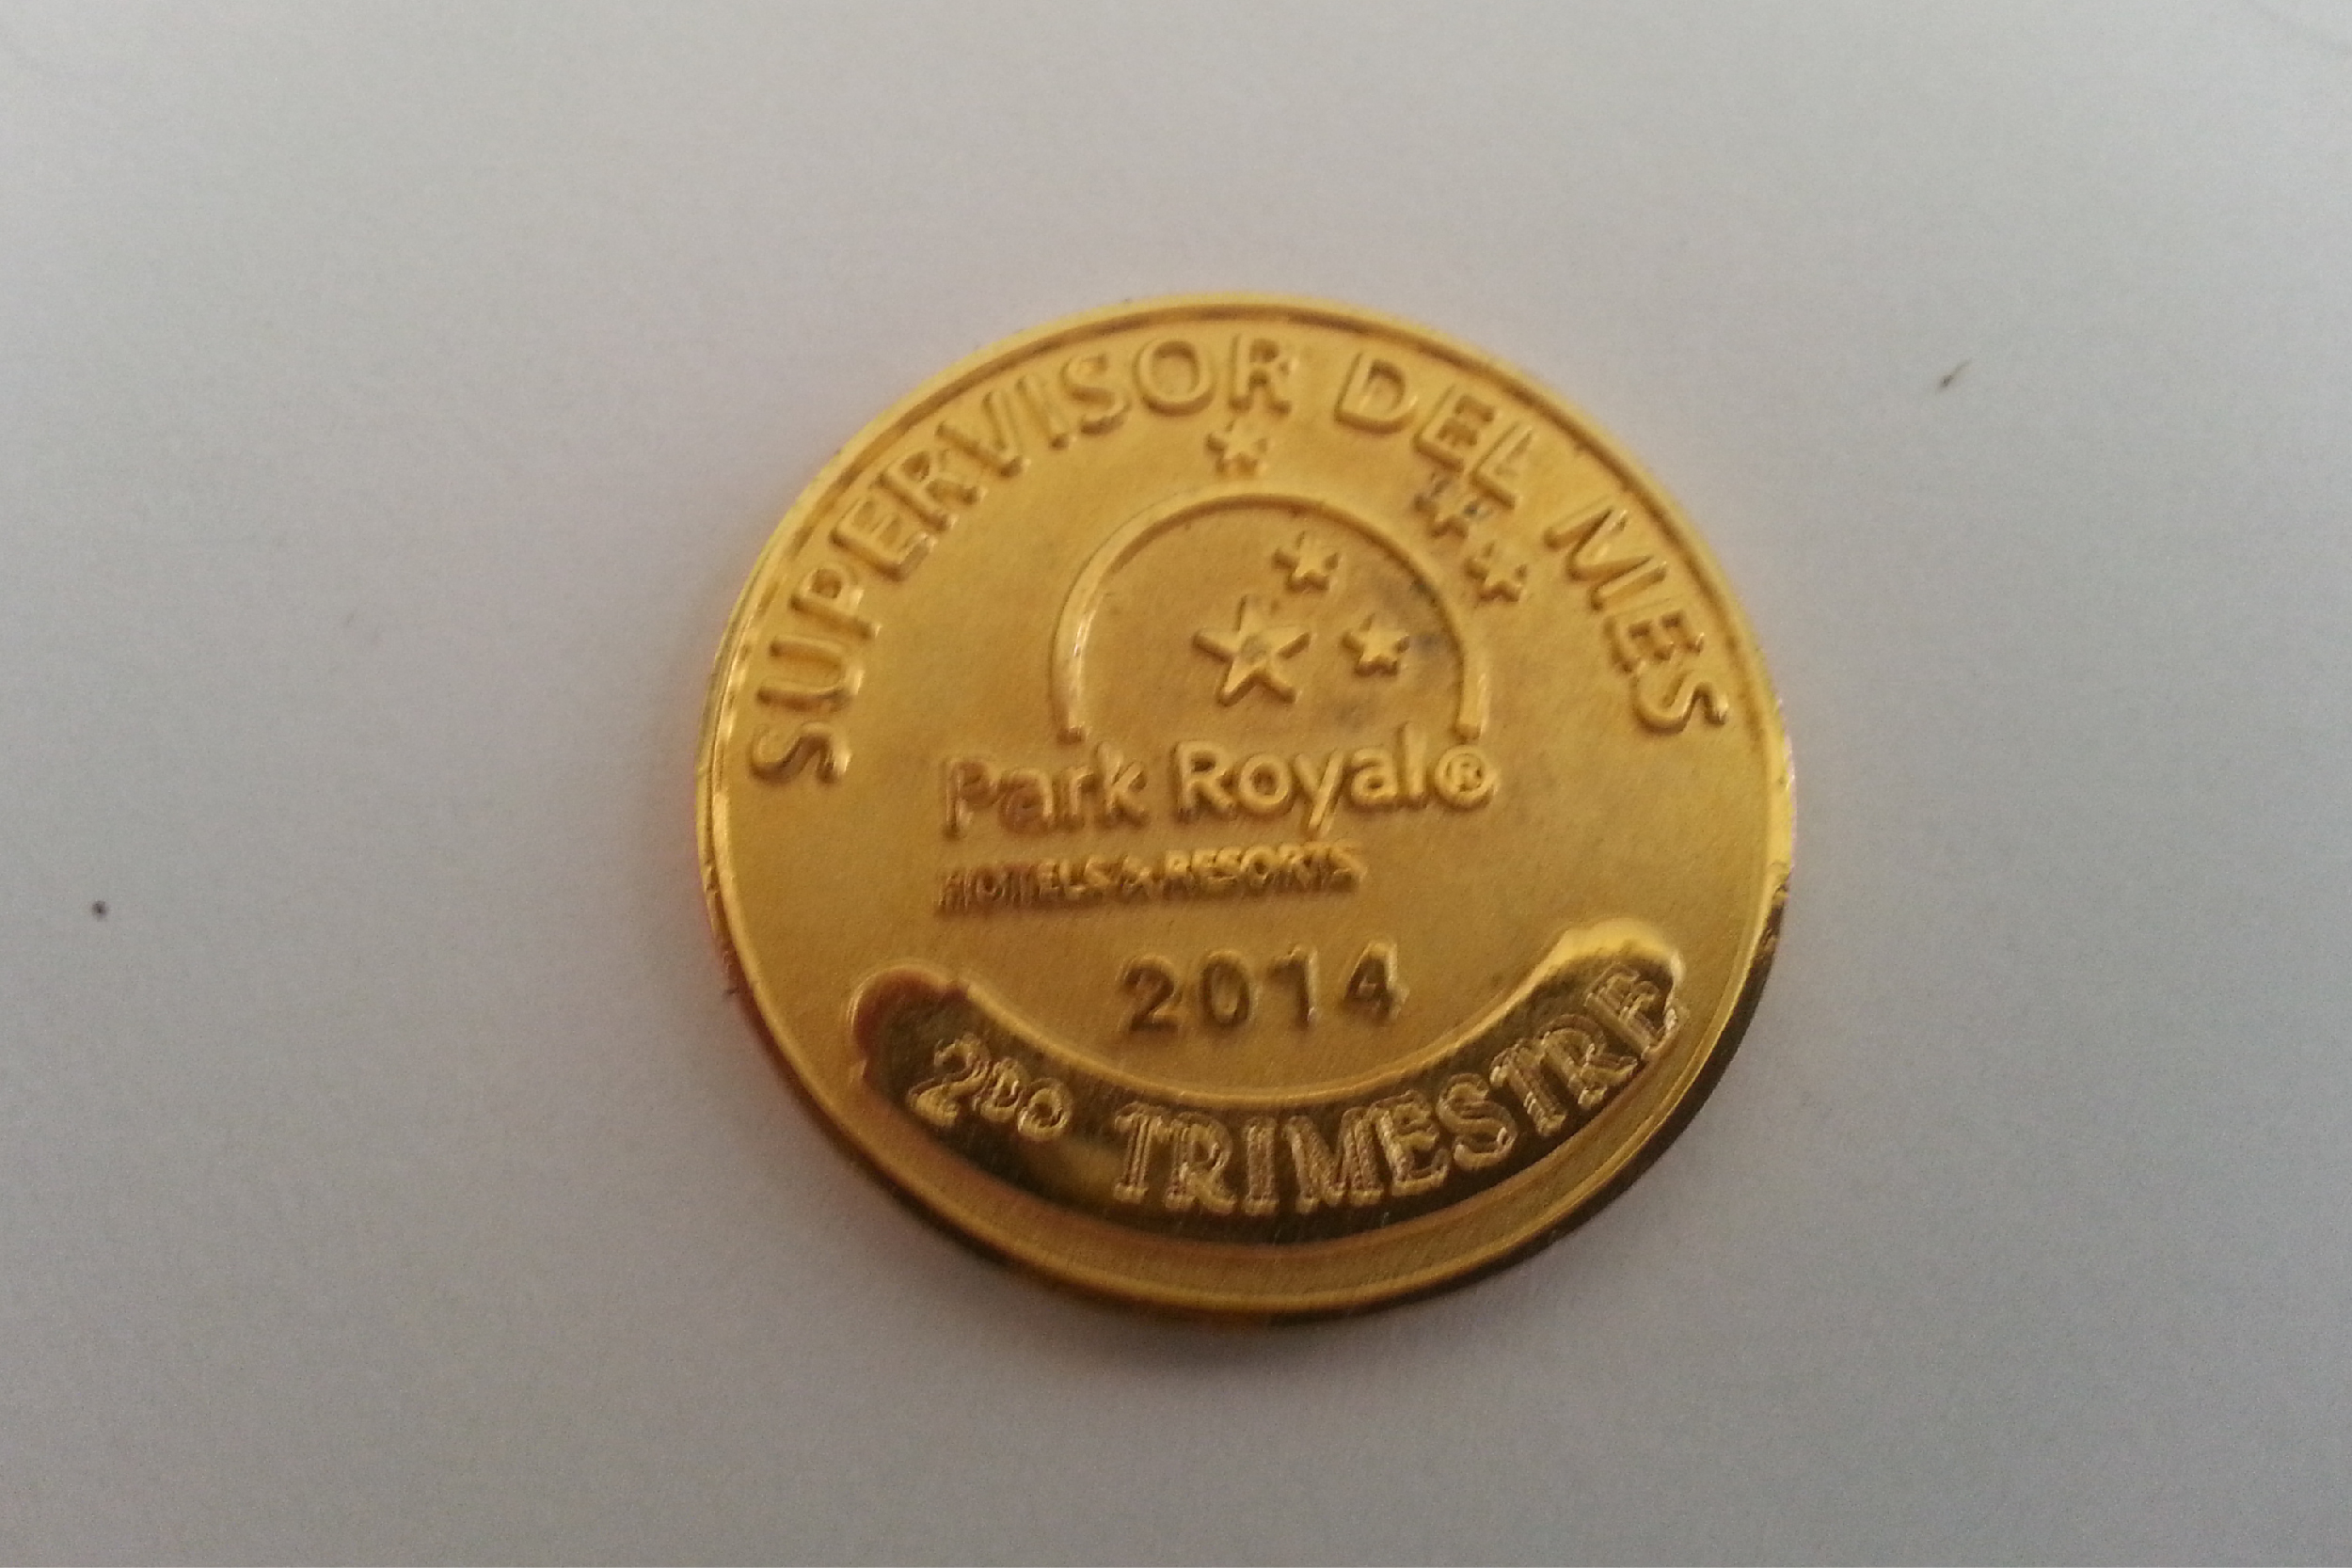 SUPERVISOR DEL MES
Park Royal®
HOTELS & RESORTS
2014
2DO TRIMESTRE